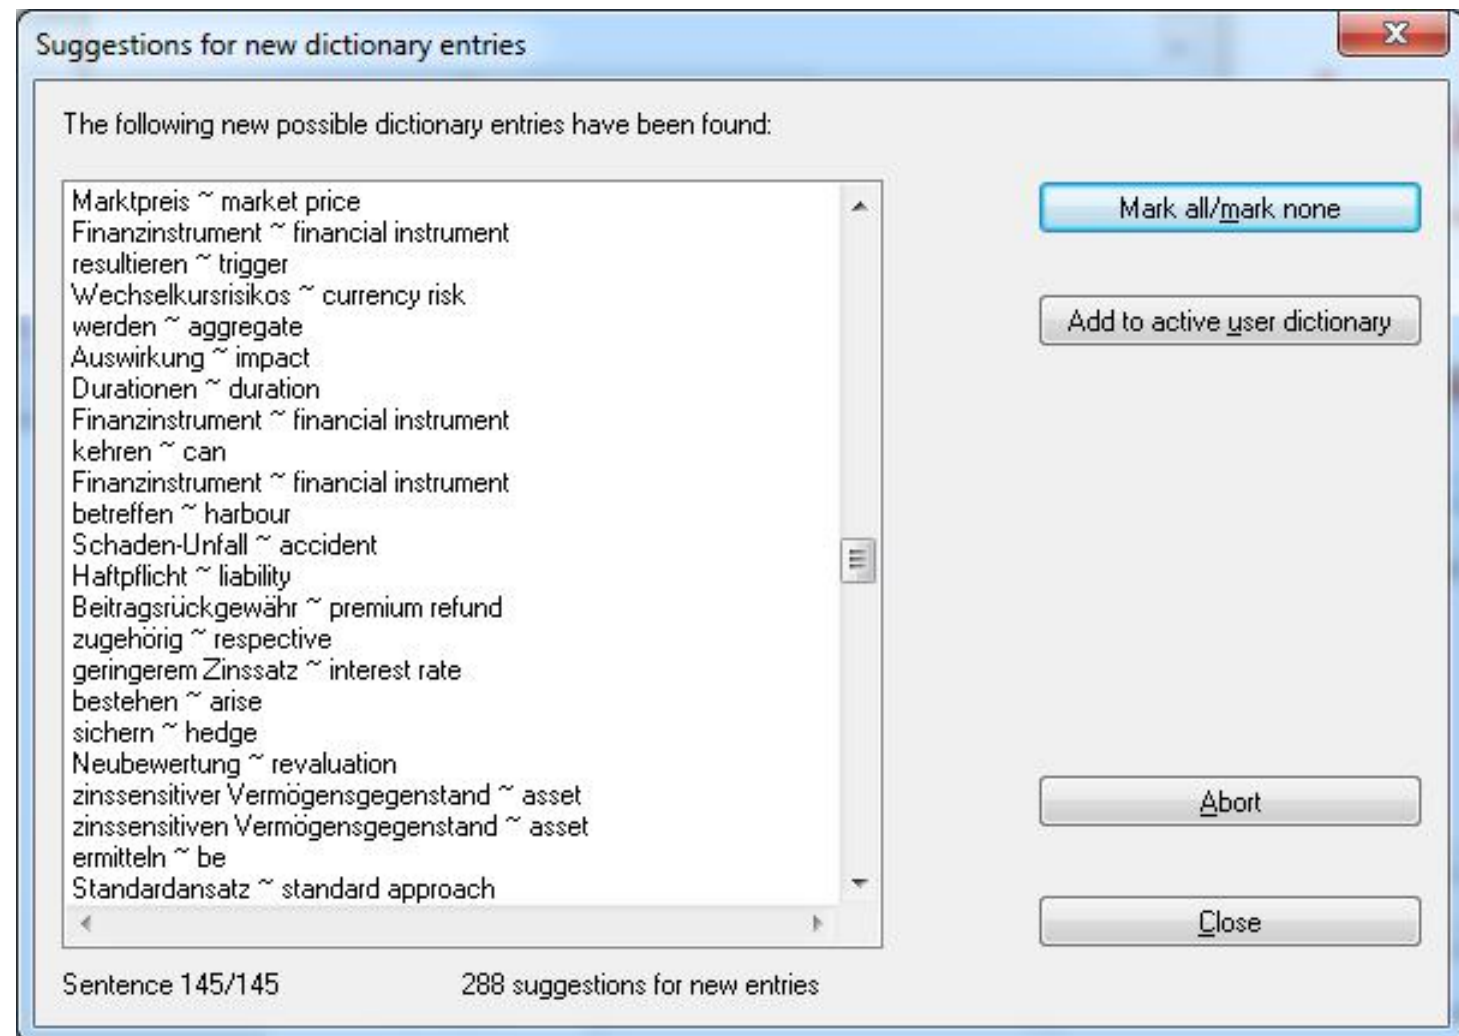 Suggestions for new dictionary entries
The following new possible dictionary entries have been found:
Marktpreis ~ market price
Finanzinstrument ~ financial instrument
resultieren ~ trigger
Wechselkursrisikos ~ currency risk
werden ~ aggregate
Auswirkung ~ impact
Durationen ~ duration
Finanzinstrument ~ financial instrument
kehren ~ can
Finanzinstrument ~ financial instrument
betreffen ~ harbour
Schaden-Unfall ~ accident
Haftpflicht ~ liability
Beitragsrückgewähr ~ premium refund
zugehörig ~ respective
geringerem Zinssatz ~ interest rate
bestehen ~ arise
sichern ~ hedge
Neubewertung ~ revaluation
zinssensitiver Vermögensgegenstand ~ asset
zinssensitiven Vermögensgegenstand ~ asset
ermitteln ~ be
Standardansatz ~ standard approach
Mark all/mark none
Add to active user dictionary
Abort
Close
Sentence 145/145 288 suggestions for new entries